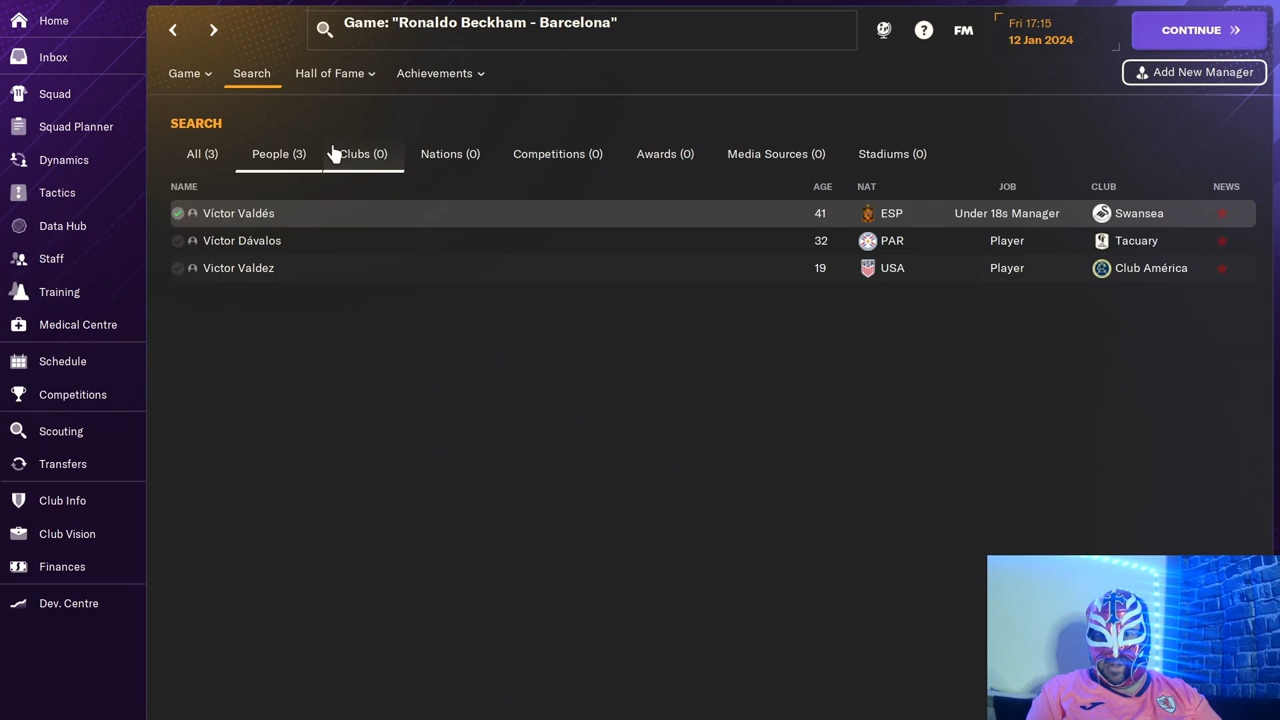 Game: "Ronaldo Beckham - Barcelona"
FM
Fri 17:15
12 Jan 2024
CONTINUE
Game
Search
Hall of Fame
Achievements
Add New Manager
Home
Inbox
Squad
Squad Planner
Dynamics
Tactics
Data Hub
Staff
Training
Medical Centre
Schedule
Competitions
Scouting
Transfers
Club Info
Club Vision
Finances
Dev. Centre
SEARCH
All (3) People (3) Clubs (0) Nations (0) Competitions (0) Awards (0) Media Sources (0) Stadiums (0)
NAME AGE NAT JOB CLUB NEWS
Víctor Valdés 41 ESP Under 18s Manager Swansea
Víctor Dávalos 32 PAR Player Tacuary
Victor Valdez 19 USA Player Club América